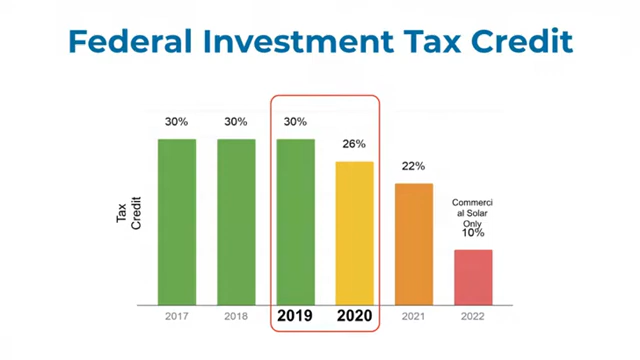 Federal Investment Tax Credit
30%
30%
30%
26%
22%
Commerci
al Solar
Only
10%
Tax
Credit
2017
2018
2019
2020
2021
2022